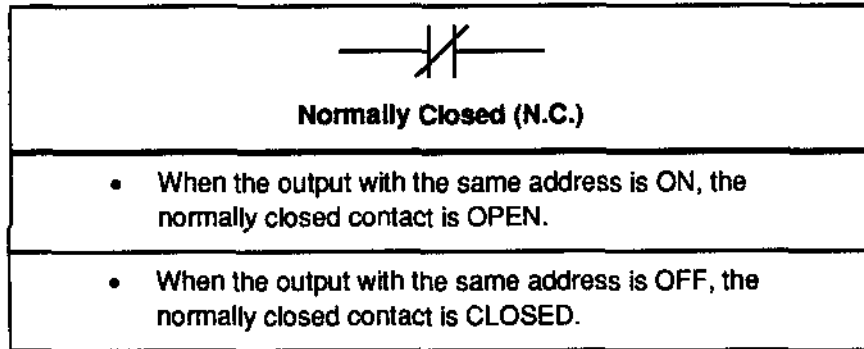 Normally Closed (N.C.)
• When the output with the same address is ON, the
normally closed contact is OPEN.
• When the output with the same address is OFF, the
normally closed contact is CLOSED.